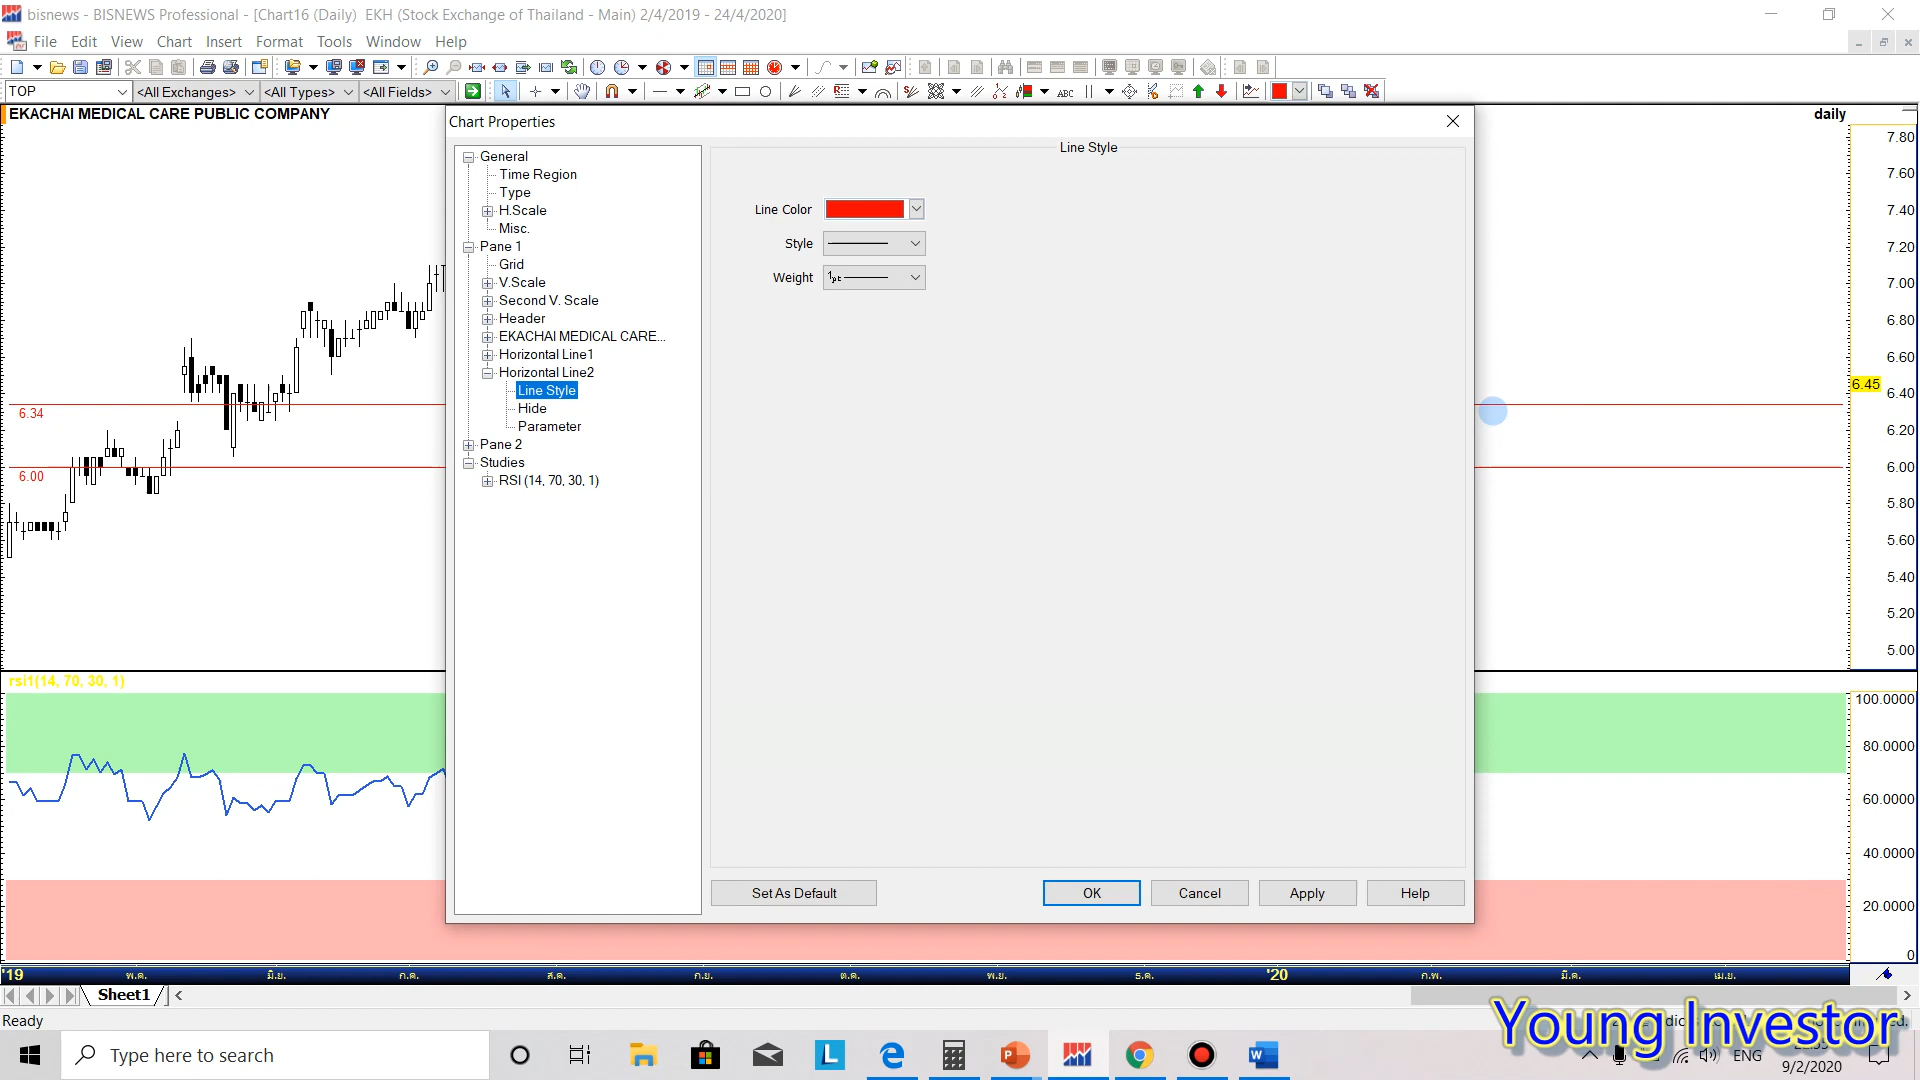 bisnews - BISNEWS Professional - [Chart16 (Daily)  EKH (Stock Exchange of Thailand - Main) 2/4/2019 - 24/4/2020]
File Edit View Chart Insert Format Tools Window Help
TOP <All Exchanges> <All Types> <All Fields> ABC
EKACHAI MEDICAL CARE PUBLIC COMPANY
daily
Chart Properties
General
Time Region
Type
H.Scale
Misc.
Pane 1
Grid
V.Scale
Second V. Scale
Header
EKACHAI MEDICAL CARE...
Horizontal Line1
Horizontal Line2
Line Style
Hide
Parameter
Pane 2
Studies
RSI (14, 70, 30, 1)
Line Style
Line Color
Style
Weight 1pt
Set As Default
OK
Cancel
Apply
Help
6.34
6.00
7.80
7.60
7.40
7.20
7.00
6.80
6.60
6.45
6.40
6.20
6.00
5.80
5.60
5.40
5.20
5.00
rsi1(14, 70, 30, 1)
100.0000
80.0000
60.0000
40.0000
20.0000
0
'19 พ.ค. มิ.ย. ก.ค. ส.ค. ก.ย. ต.ค. พ.ย. ธ.ค. '20 ก.พ. มี.ค. เม.ย.
Sheet1
Ready
Young Investor
Type here to search
ENG
9/2/2020